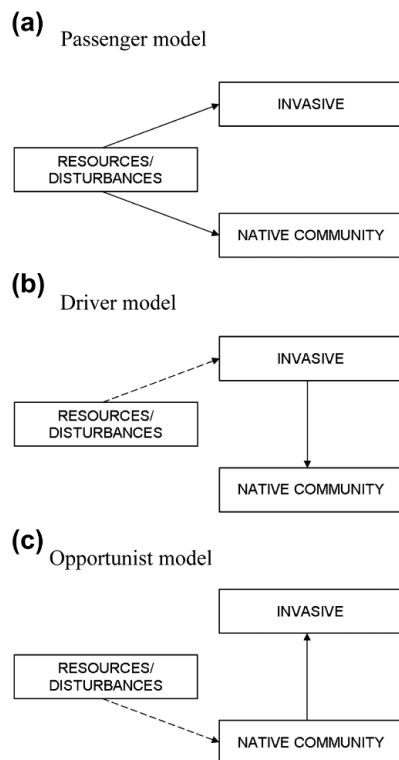 (a)
Passenger model
INVASIVE
RESOURCES/
DISTURBANCES
NATIVE COMMUNITY
(b)
Driver model
INVASIVE
RESOURCES/
DISTURBANCES
NATIVE COMMUNITY
(c)
Opportunist model
INVASIVE
RESOURCES/
DISTURBANCES
NATIVE COMMUNITY